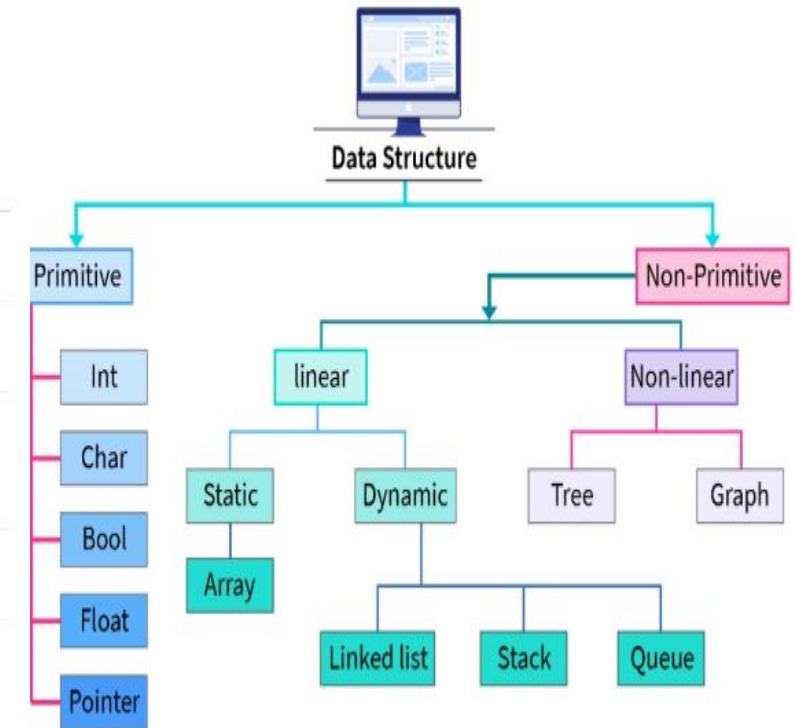 Data Structure
Primitive
Non-Primitive
Int
Char
Bool
Float
Pointer
linear
Non-linear
Static
Dynamic
Tree
Graph
Array
Linked list
Stack
Queue